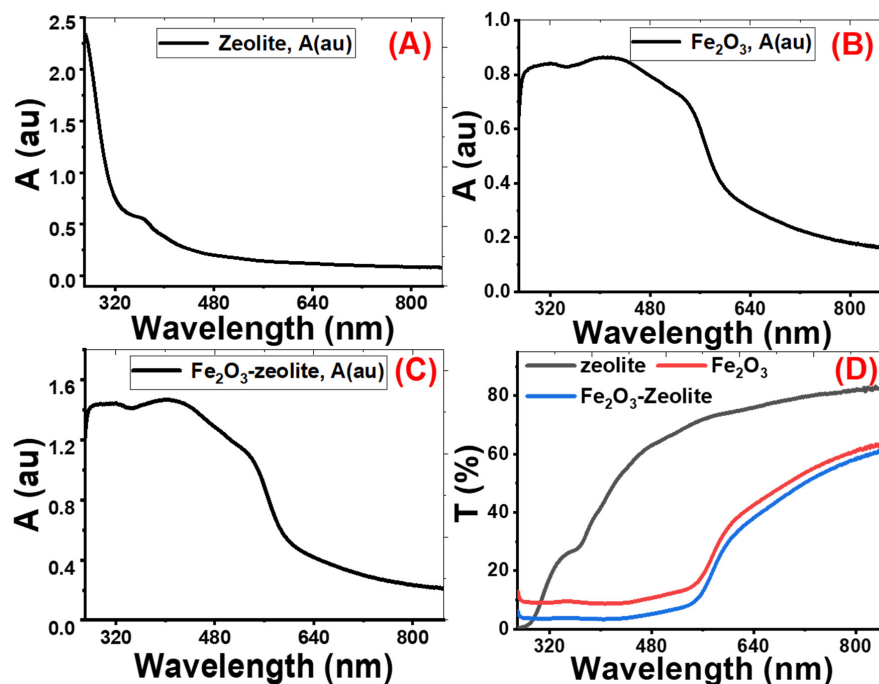 Zeolite, A(au)
(A)
2.5
2.0
1.5
1.0
0.5
0.0
A (au)
320 480 640 800
Wavelength (nm)
Fe₂O₃, A(au)
(B)
1.0
0.8
0.6
0.4
0.2
0.0
A (au)
320 480 640 800
Wavelength (nm)
Fe₂O₃-zeolite, A(au)
(C)
1.6
1.2
0.8
0.4
0.0
A (au)
320 480 640 800
Wavelength (nm)
zeolite Fe₂O₃
Fe₂O₃-Zeolite
(D)
80
60
40
20
0
T (%)
320 480 640 800
Wavelength (nm)